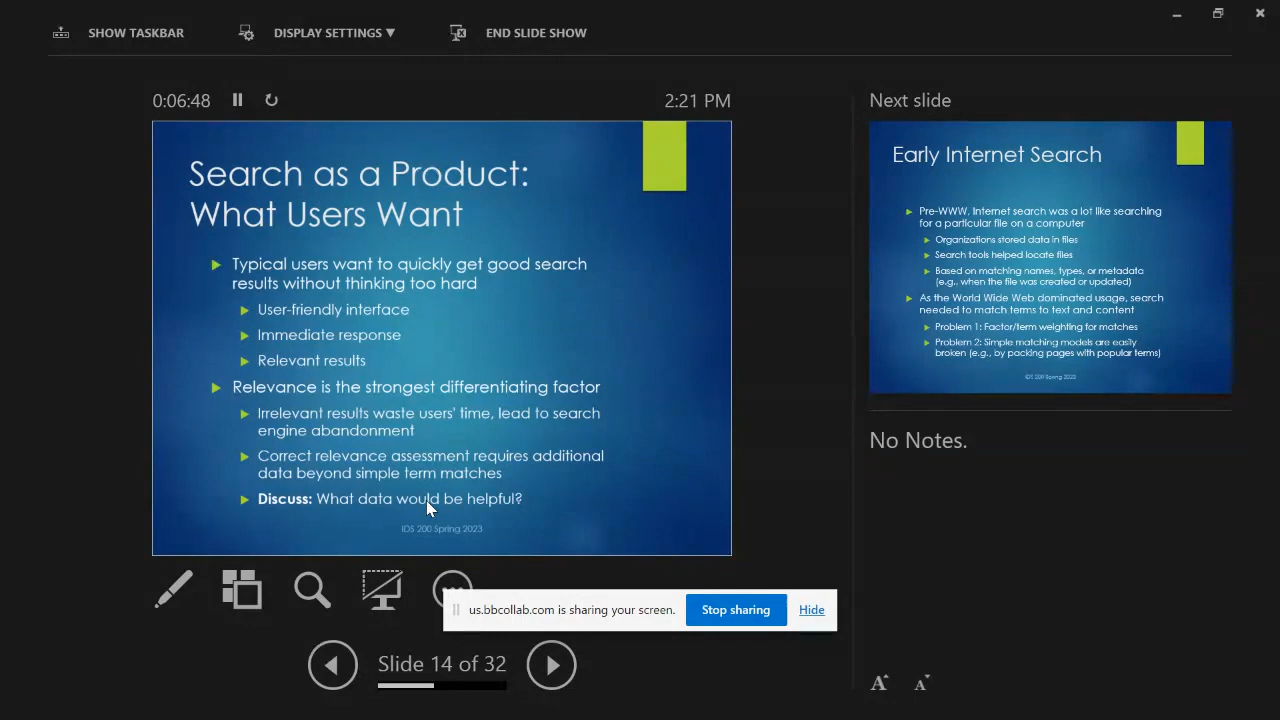 SHOW TASKBAR
DISPLAY SETTINGS ▼
END SLIDE SHOW
0:06:48
2:21 PM
Search as a Product:
What Users Want
Typical users want to quickly get good search
results without thinking too hard
User-friendly interface
Immediate response
Relevant results
Relevance is the strongest differentiating factor
Irrelevant results waste users' time, lead to search
engine abandonment
Correct relevance assessment requires additional
data beyond simple term matches
Discuss: What data would be helpful?
IDS 200 Spring 2023
us.bbcollab.com is sharing your screen.
Stop sharing
Hide
Slide 14 of 32
Next slide
Early Internet Search
Pre-WWW, Internet search was a lot like searching
for a particular file on a computer
Organizations stored data in files
Search tools helped locate files
Based on matching names, types, or metadata
(e.g., when the file was created or updated)
As the World Wide Web dominated usage, search
needed to match terms to text and content
Problem 1: Factor/term weighting for matches
Problem 2: Simple matching models are easily
broken (e.g., by packing pages with popular terms)
IDS 200 Spring 2023
No Notes.
A A